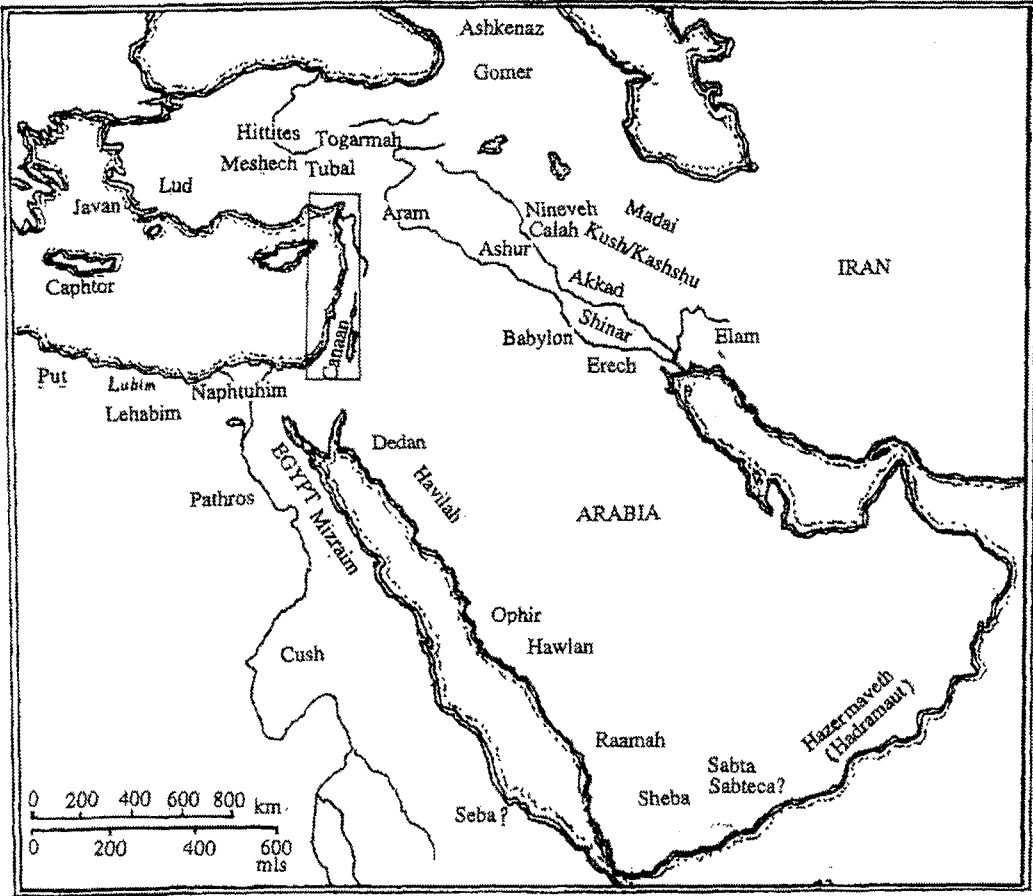 Ashkenaz
Gomer
Hittites
Togarmah
Meshech
Tubal
Lud
Javan
Aram
Nineveh
Calah
Madai
Kush/Kashshu
Ashur
IRAN
Akkad
Caphtor
Shinar
Babylon
Elam
Erech
Canaan
Put
Lubim
Lehabim
Naphtuhim
Dedan
Havilah
EGYPT
Mizraim
Pathros
ARABIA
Ophir
Hawlan
Cush
Hazermaveth
(Hadramaut)
Raamah
Sabta
Sabteca?
Sheba
Seba?
0 200 400 600 800 km
0 200 400 600
mls